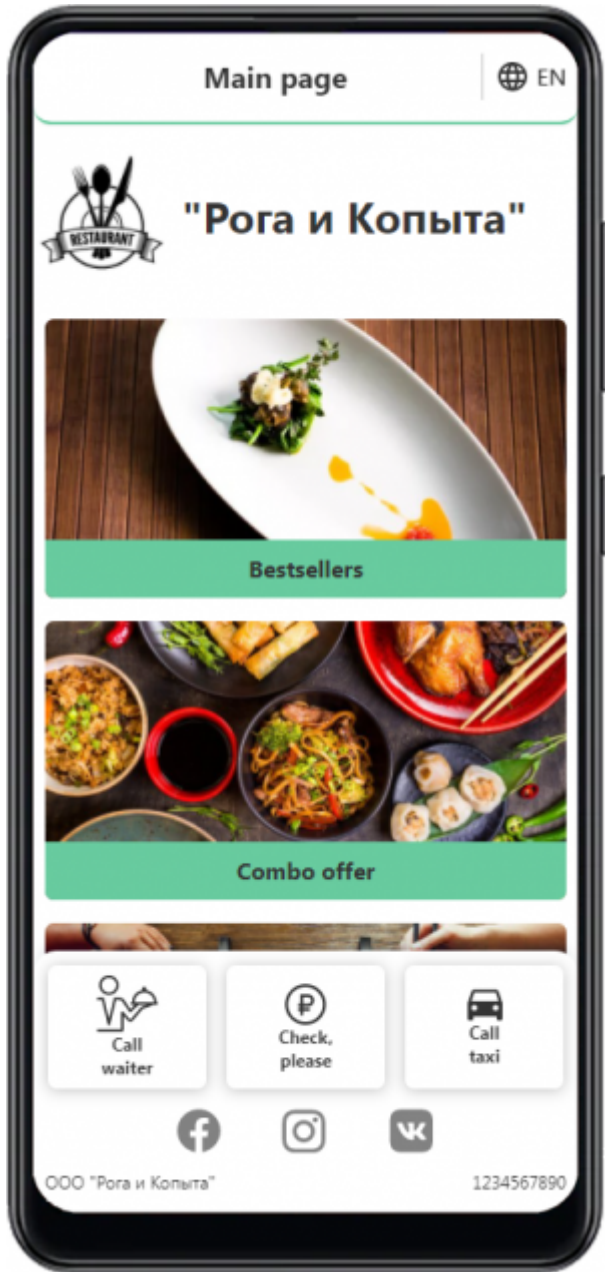 Main page
EN
RESTAURANT
"Рога и Копыта"
Bestsellers
Combo offer
Call
waiter
Check,
please
Call
taxi
ООО "Рога и Копыта"
1234567890